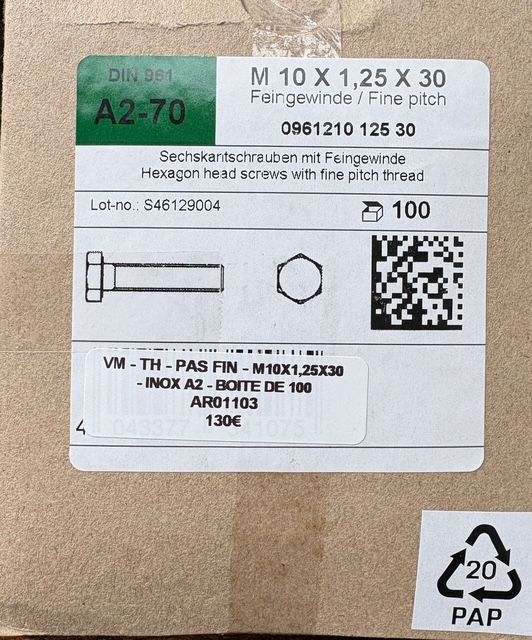 DIN 961
A2-70
M 10 X 1,25 X 30
Feingewinde / Fine pitch
0961210 125 30
Sechskantschrauben mit Feingewinde
Hexagon head screws with fine pitch thread
Lot-no.: S46129004
100
VM - TH - PAS FIN - M10X1,25X30
- INOX A2 - BOITE DE 100
AR01103
130€
4
20
PAP